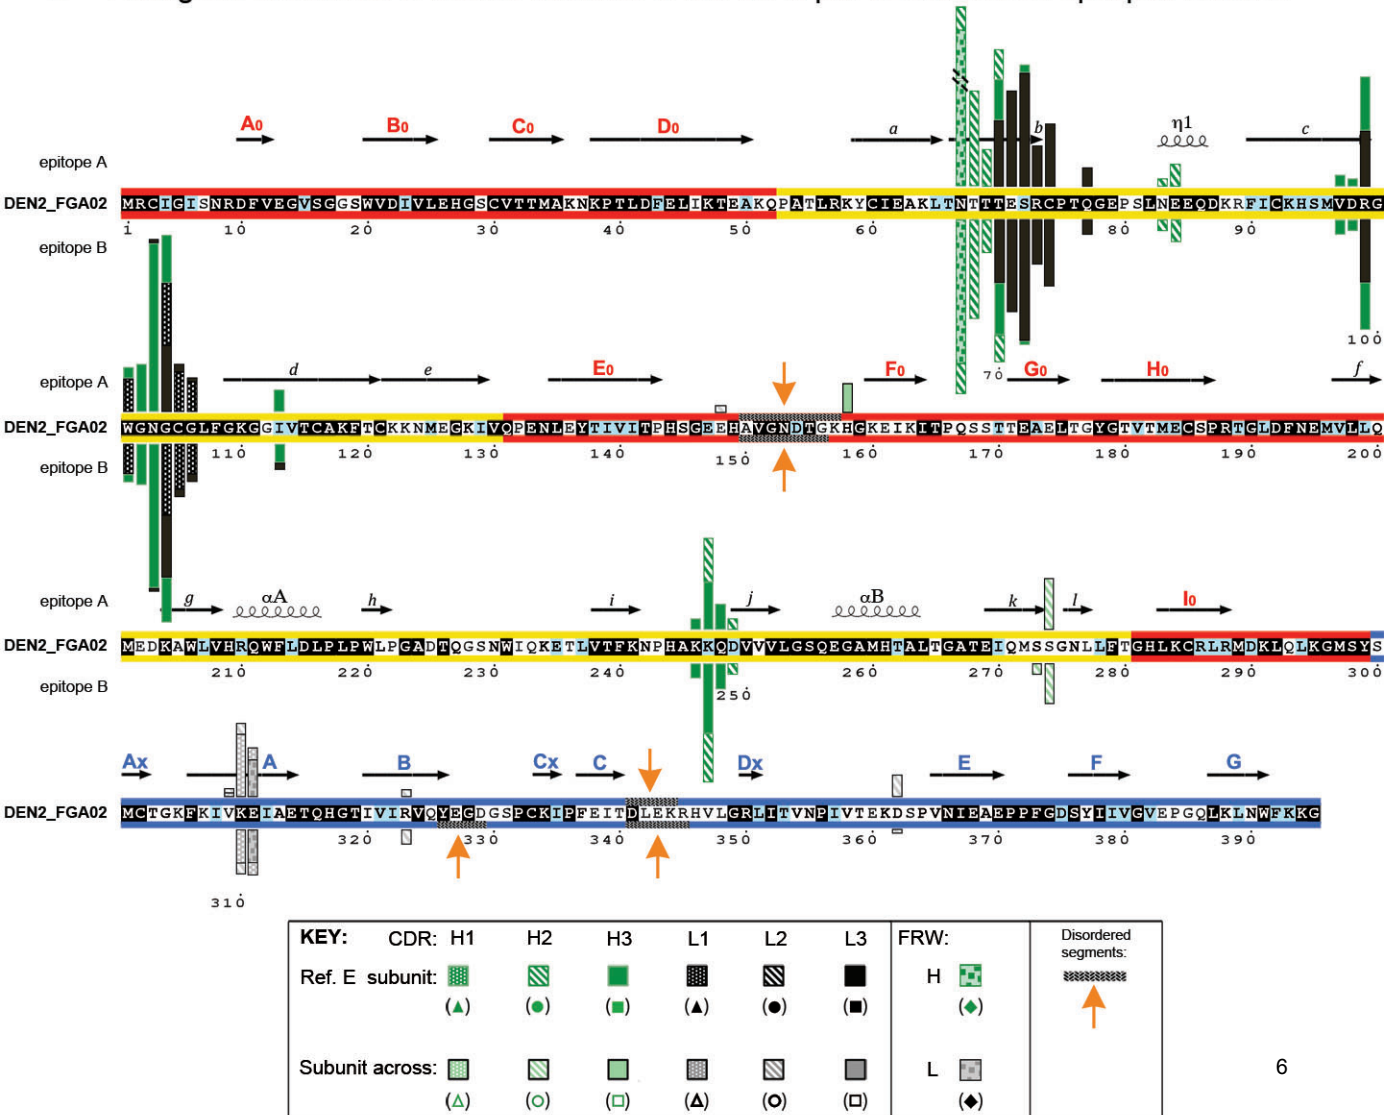 A0 B0 C0 D0 a b η1 c
epitope A
DEN2_FGA02 MRCIGISNRDFVEGVSGGSWVDIVLEHGSCVTTMAKNKPTLDFELIKTEAKQPATLRKYCIEAKLTNTTTESRCPTQGEPSLNEEQDKRFICKHSMVDRG
1 10 20 30 40 50 60 80 90
epitope B
100
70
d e E0 F0 G0 H0 f
epitope A
DEN2_FGA02 WGNGCGLFGKGGIVTCAKFTCKKNMEGKIVQPENLEYTIVITPHSGEEHAVGNDTGKHGKEIKITPQSSTTEAELTGYGTVTMECSPRTGLDFNEMVLLQ
110 120 130 140 150 160 170 180 190 200
epitope B
g αA h i j αB k l I0
epitope A
DEN2_FGA02 MEDKAWLVHRQWFLDLPLPWLPGADTQGSNWIQKETLVTFKNPHAKKQDVVVLGSQEGAMHTALTGATEIQMSSGNLLFTGHLKCRLRMDKLQLKGMSYS
210 220 230 240 250 260 270 280 290 300
epitope B
Ax A B Cx C Dx E F G
DEN2_FGA02 MCTGKFKIVKEIAETQHGTIVIRVQYEGDGSPCKIPFEITDLEKRHVLGRLITVNPIVTEKDSPVNIEAEPPFGDSYIIVGVEPGQLKLNWFKKG
320 330 340 350 360 370 380 390
310
KEY: CDR: H1 H2 H3 L1 L2 L3 FRW: Disordered
segments:
Ref. E subunit: H
(▲) (●) (■) (▲) (●) (■) (◆)
Subunit across: L
(△) (○) (□) (△) (○) (□) (◆)
6